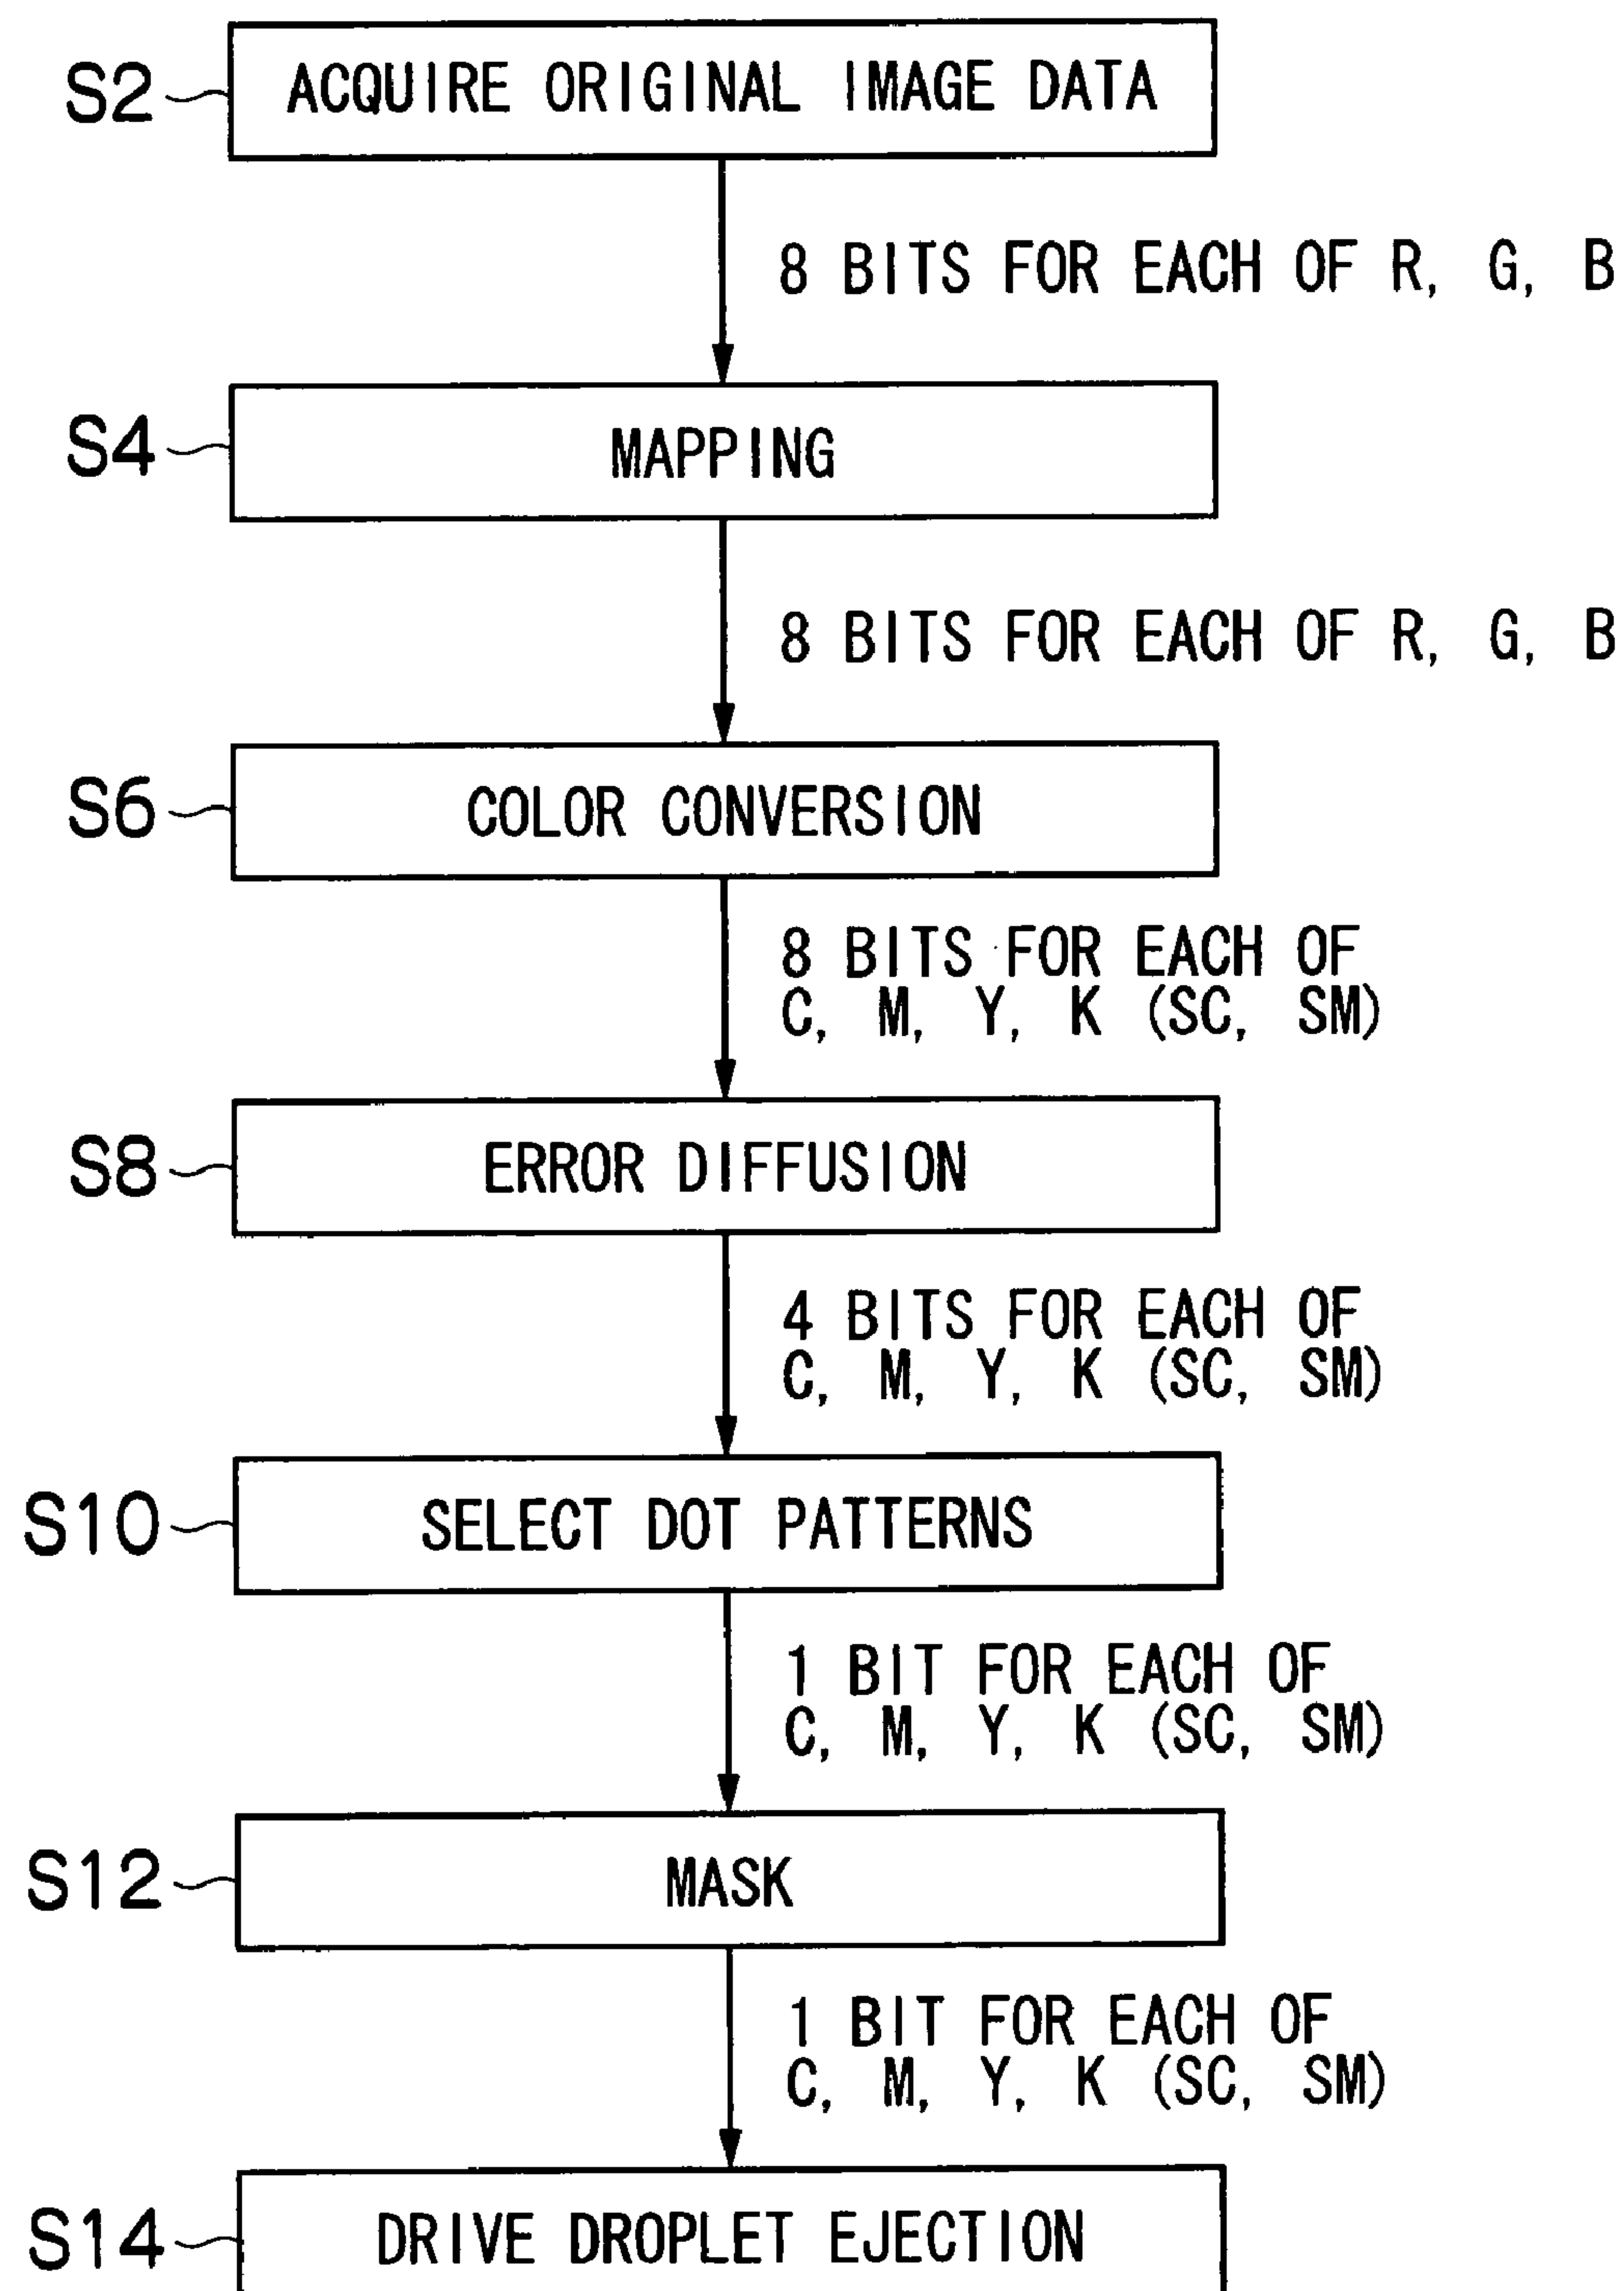 S2 ACQUIRE ORIGINAL IMAGE DATA
8 BITS FOR EACH OF R, G, B
S4 MAPPING
8 BITS FOR EACH OF R, G, B
S6 COLOR CONVERSION
8 BITS FOR EACH OF
C, M, Y, K (SC, SM)
S8 ERROR DIFFUSION
4 BITS FOR EACH OF
C, M, Y, K (SC, SM)
S10 SELECT DOT PATTERNS
1 BIT FOR EACH OF
C, M, Y, K (SC, SM)
S12 MASK
1 BIT FOR EACH OF
C, M, Y, K (SC, SM)
S14 DRIVE DROPLET EJECTION